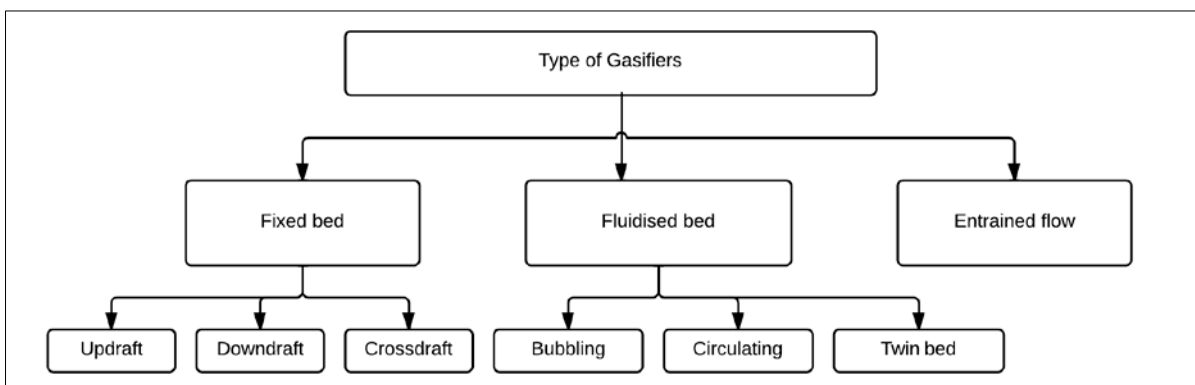 Type of Gasifiers
Fixed bed
Fluidised bed
Entrained flow
Updraft
Downdraft
Crossdraft
Bubbling
Circulating
Twin bed